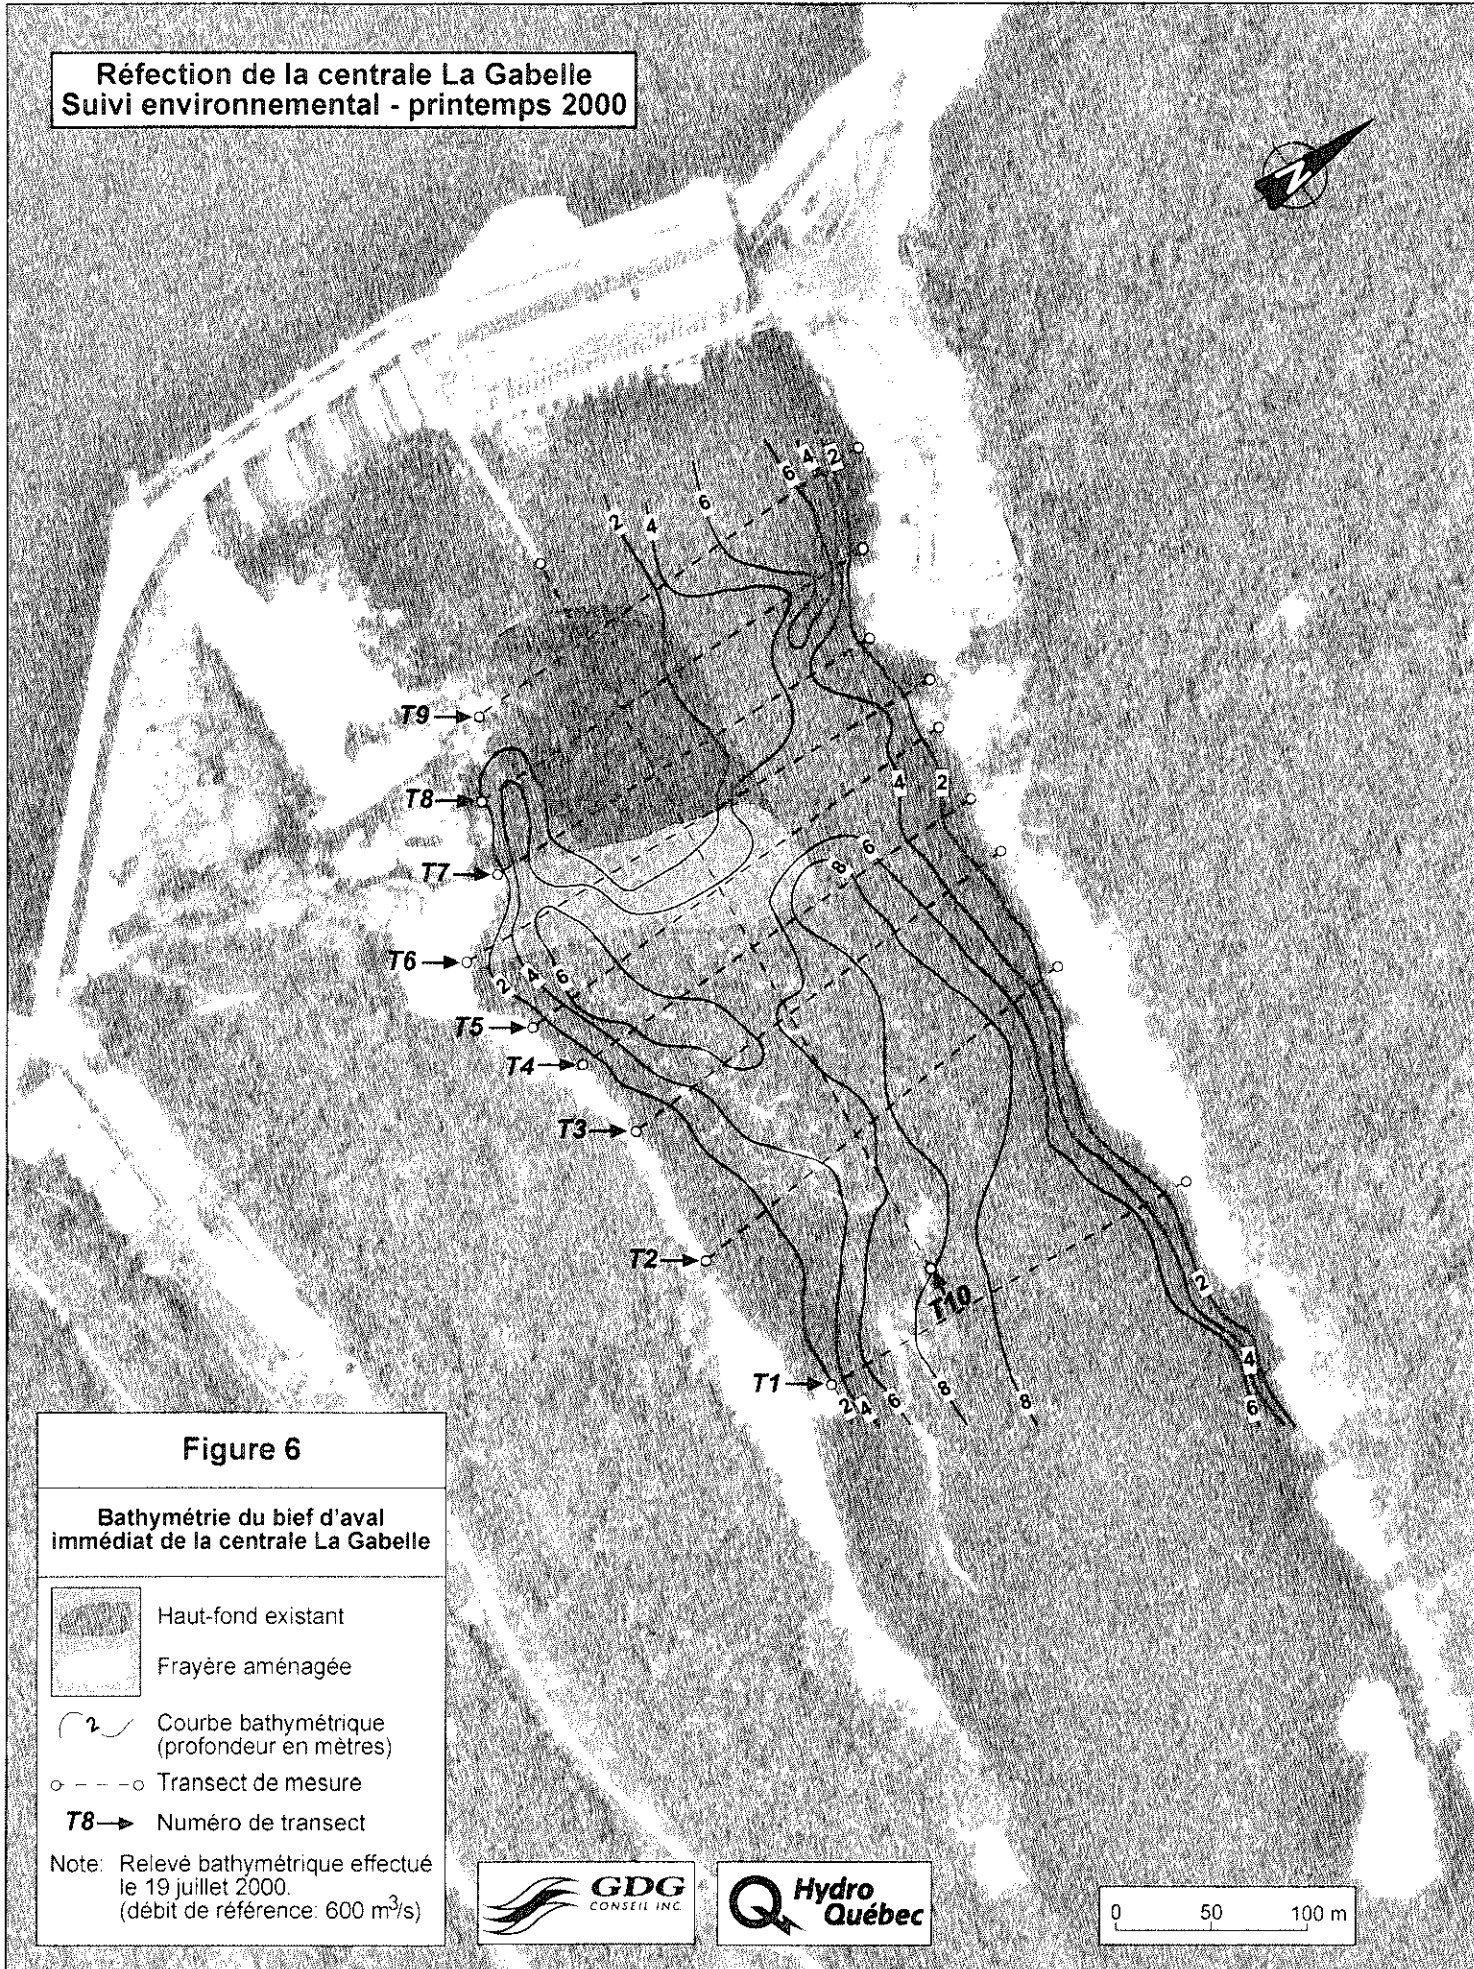 Réfection de la centrale La Gabelle
Suivi environnemental - printemps 2000
N
6
4
2
2
4
6
6
T9
T8
T7
T6
T5
T4
T3
T2
T1
T10
4
2
6
8
2
4
6
2
4
6
2
4
6
8
8
Figure 6
Bathymétrie du bief d'aval
immédiat de la centrale La Gabelle
Haut-fond existant
Frayère aménagée
2
Courbe bathymétrique
(profondeur en mètres)
Transect de mesure
T8
Numéro de transect
Note: Relevé bathymétrique effectué
le 19 juillet 2000.
(débit de référence: 600 m³/s)
GDG
CONSEIL INC.
Hydro
Québec
0 50 100 m